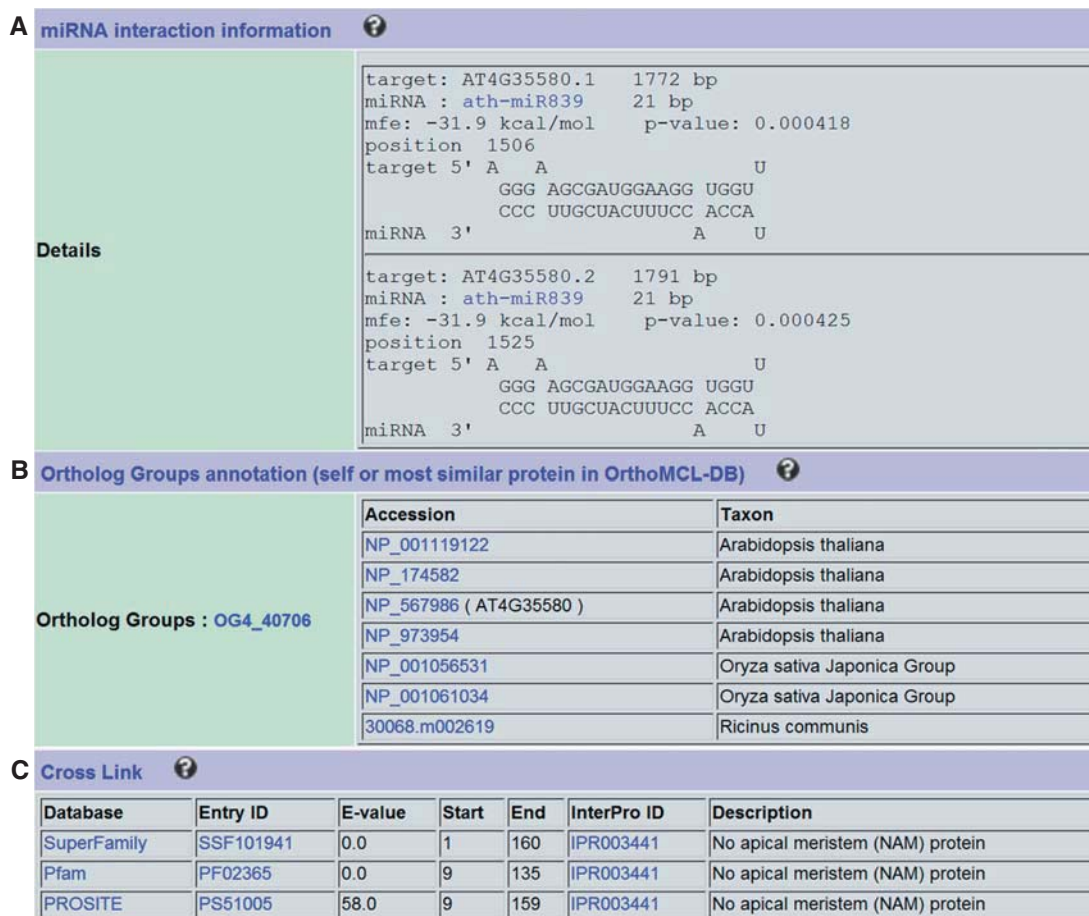 A miRNA interaction information ?
Details
target: AT4G35580.1 1772 bp
miRNA : ath-miR839 21 bp
mfe: -31.9 kcal/mol p-value: 0.000418
position 1506
target 5' A A U
GGG AGCGAUGGAAGG UGGU
CCC UUGCUACUUUCC ACCA
miRNA 3' A U
target: AT4G35580.2 1791 bp
miRNA : ath-miR839 21 bp
mfe: -31.9 kcal/mol p-value: 0.000425
position 1525
target 5' A A U
GGG AGCGAUGGAAGG UGGU
CCC UUGCUACUUUCC ACCA
miRNA 3' A U
B Ortholog Groups annotation (self or most similar protein in OrthoMCL-DB) ?
Ortholog Groups : OG4_40706
Accession Taxon
NP_001119122 Arabidopsis thaliana
NP_174582 Arabidopsis thaliana
NP_567986 ( AT4G35580 ) Arabidopsis thaliana
NP_973954 Arabidopsis thaliana
NP_001056531 Oryza sativa Japonica Group
NP_001061034 Oryza sativa Japonica Group
30068.m002619 Ricinus communis
C Cross Link ?
Database Entry ID E-value Start End InterPro ID Description
SuperFamily SSF101941 0.0 1 160 IPR003441 No apical meristem (NAM) protein
Pfam PF02365 0.0 9 135 IPR003441 No apical meristem (NAM) protein
PROSITE PS51005 58.0 9 159 IPR003441 No apical meristem (NAM) protein